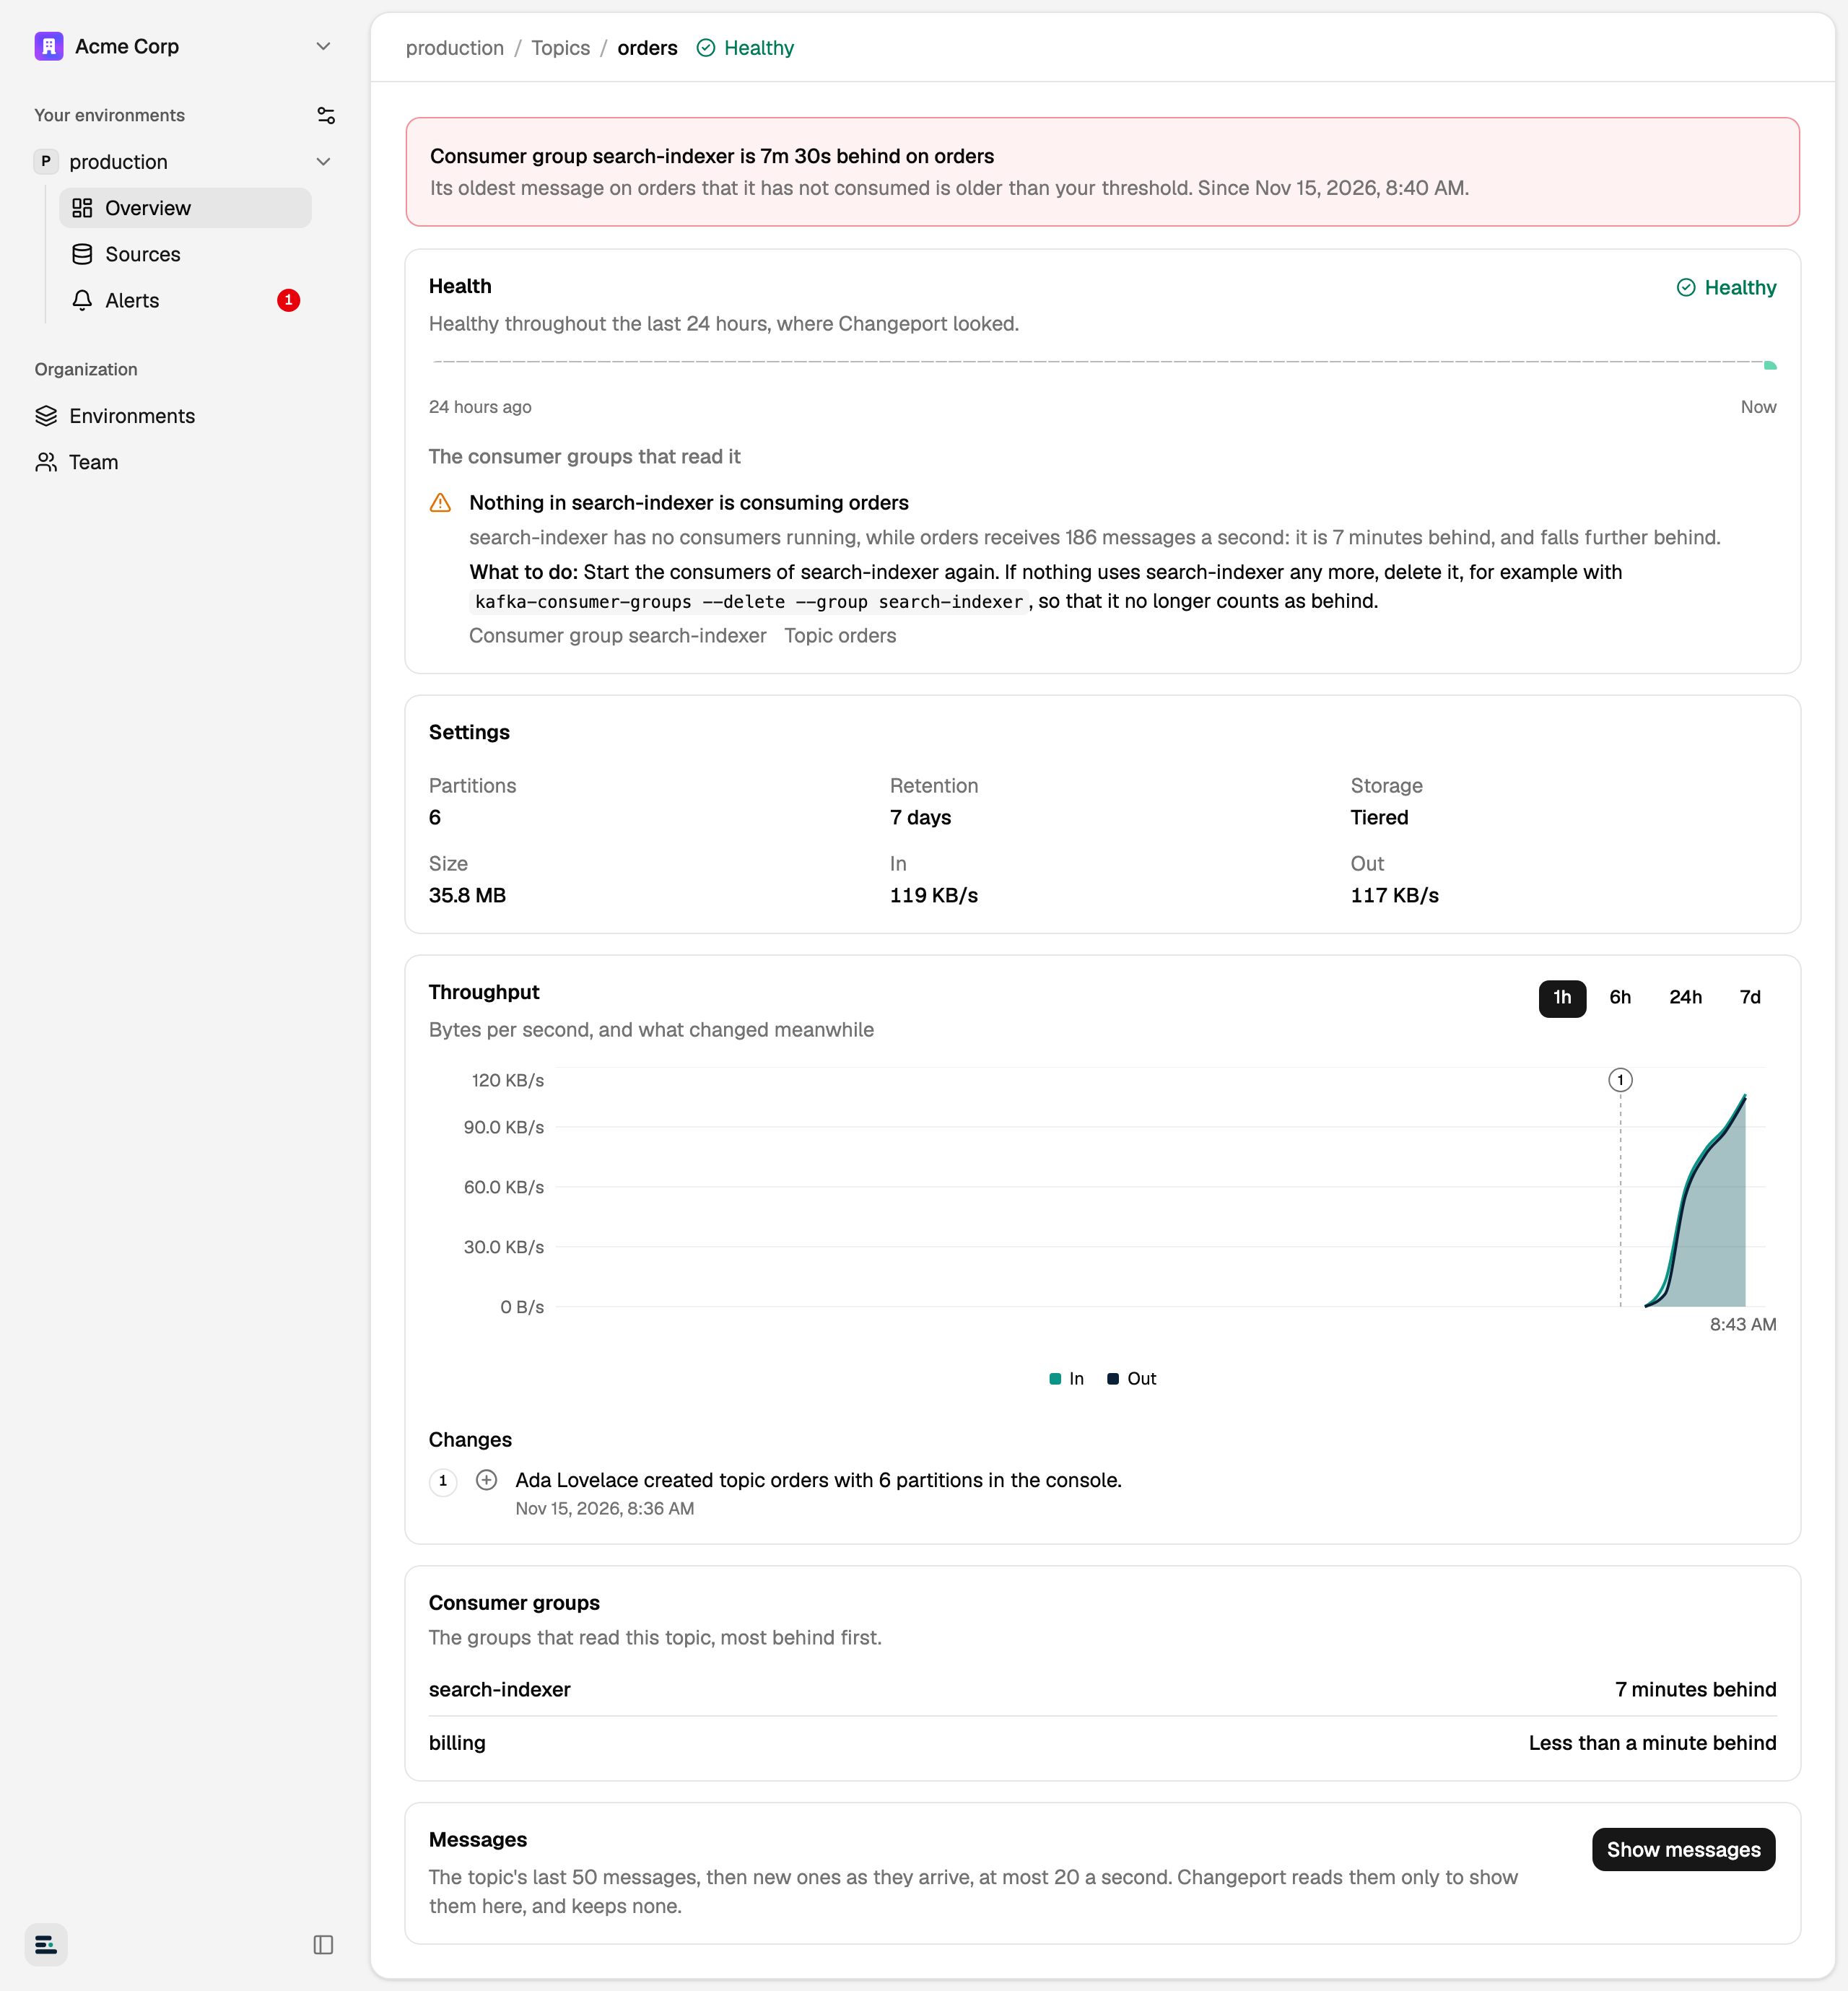 Acme Corp
Your environments
P production
Overview
Sources
Alerts 1
Organization
Environments
Team
production / Topics / orders Healthy
Consumer group search-indexer is 7m 30s behind on orders
Its oldest message on orders that it has not consumed is older than your threshold. Since Nov 15, 2026, 8:40 AM.
Health Healthy
Healthy throughout the last 24 hours, where Changeport looked.
24 hours ago Now
The consumer groups that read it
Nothing in search-indexer is consuming orders
search-indexer has no consumers running, while orders receives 186 messages a second: it is 7 minutes behind, and falls further behind.
What to do: Start the consumers of search-indexer again. If nothing uses search-indexer any more, delete it, for example with
kafka-consumer-groups --delete --group search-indexer, so that it no longer counts as behind.
Consumer group search-indexer Topic orders
Settings
Partitions Retention Storage
6 7 days Tiered
Size In Out
35.8 MB 119 KB/s 117 KB/s
Throughput 1h 6h 24h 7d
Bytes per second, and what changed meanwhile
120 KB/s 1
90.0 KB/s
60.0 KB/s
30.0 KB/s
0 B/s
8:43 AM
In Out
Changes
1 Ada Lovelace created topic orders with 6 partitions in the console.
Nov 15, 2026, 8:36 AM
Consumer groups
The groups that read this topic, most behind first.
search-indexer 7 minutes behind
billing Less than a minute behind
Messages Show messages
The topic's last 50 messages, then new ones as they arrive, at most 20 a second. Changeport reads them only to show
them here, and keeps none.